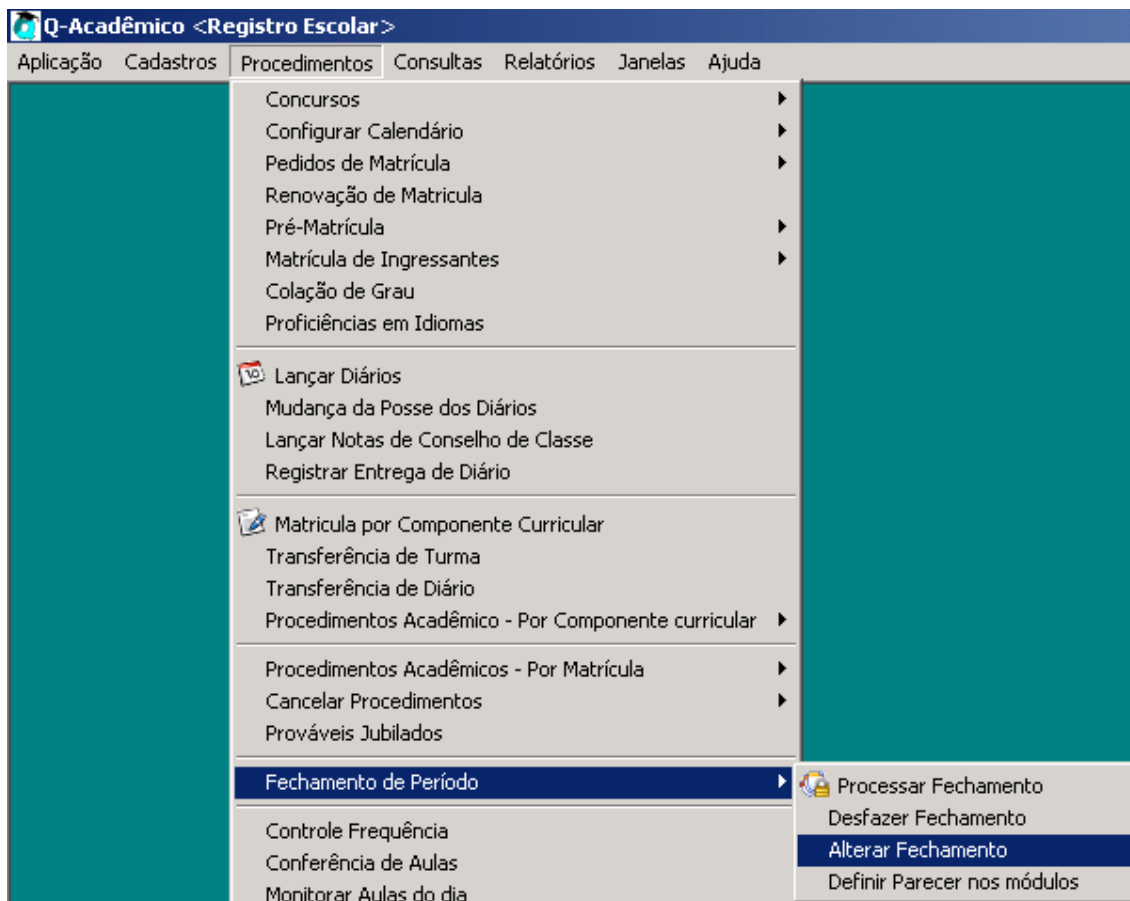 Q-Acadêmico <Registro Escolar>
Aplicação Cadastros Procedimentos Consultas Relatórios Janelas Ajuda
Concursos
Configurar Calendário
Pedidos de Matrícula
Renovação de Matricula
Pré-Matrícula
Matrícula de Ingressantes
Colação de Grau
Proficiências em Idiomas
Lançar Diários
Mudança da Posse dos Diários
Lançar Notas de Conselho de Classe
Registrar Entrega de Diário
Matricula por Componente Curricular
Transferência de Turma
Transferência de Diário
Procedimentos Acadêmico - Por Componente curricular
Procedimentos Acadêmicos - Por Matrícula
Cancelar Procedimentos
Prováveis Jubilados
Fechamento de Período
Processar Fechamento
Desfazer Fechamento
Alterar Fechamento
Definir Parecer nos módulos
Controle Frequência
Conferência de Aulas
Monitorar Aulas do dia